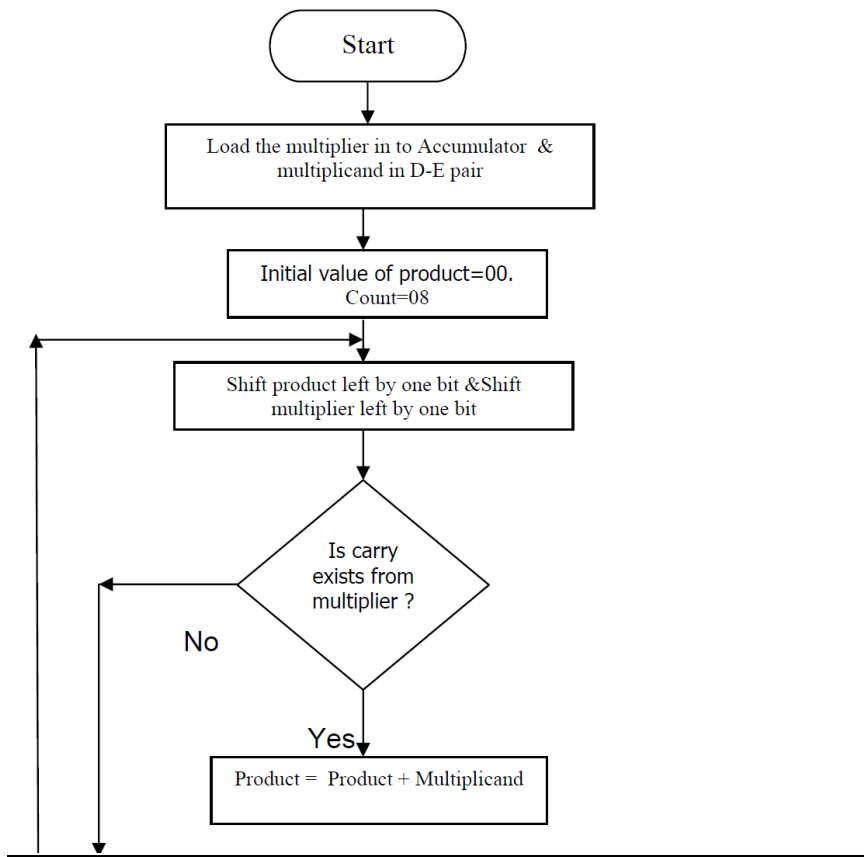 Start
Load the multiplier in to Accumulator &
multiplicand in D-E pair
Initial value of product=00.
Count=08
Shift product left by one bit &Shift
multiplier left by one bit
Is carry
exists from
multiplier ?
No
Yes
Product = Product + Multiplicand